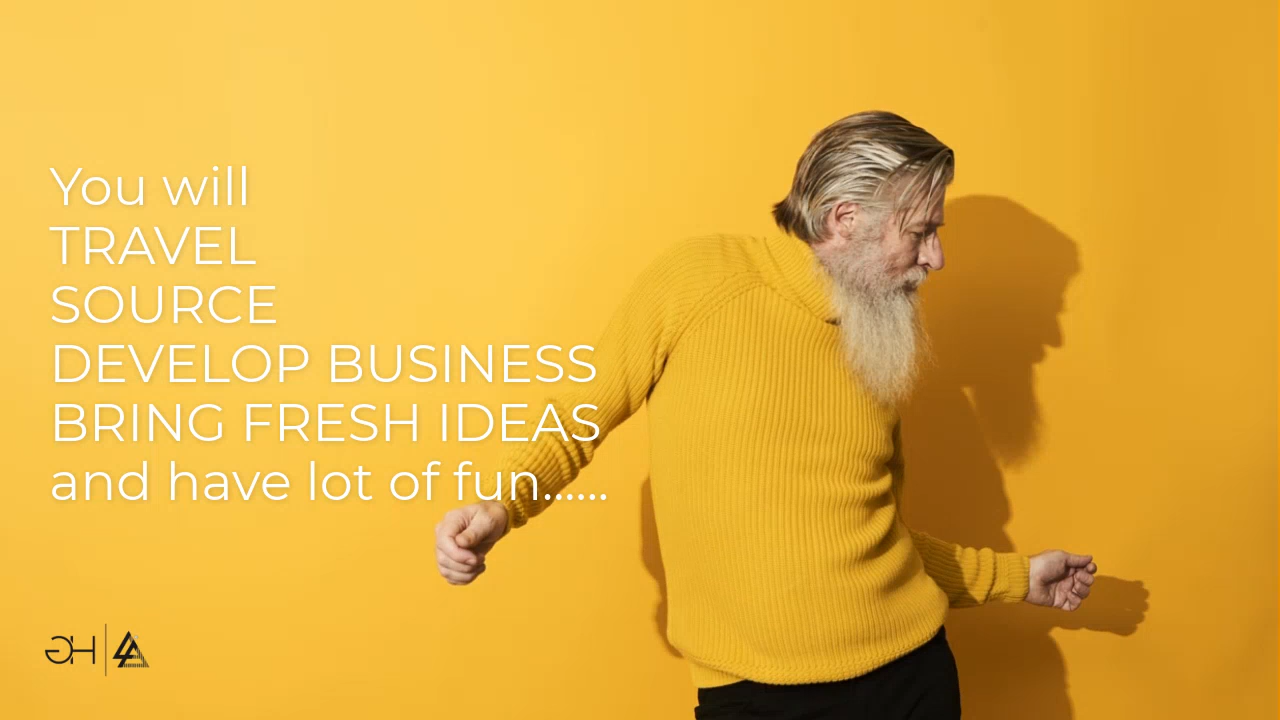 You will
TRAVEL
SOURCE
DEVELOP BUSINESS
BRING FRESH IDEAS
and have lot of fun......